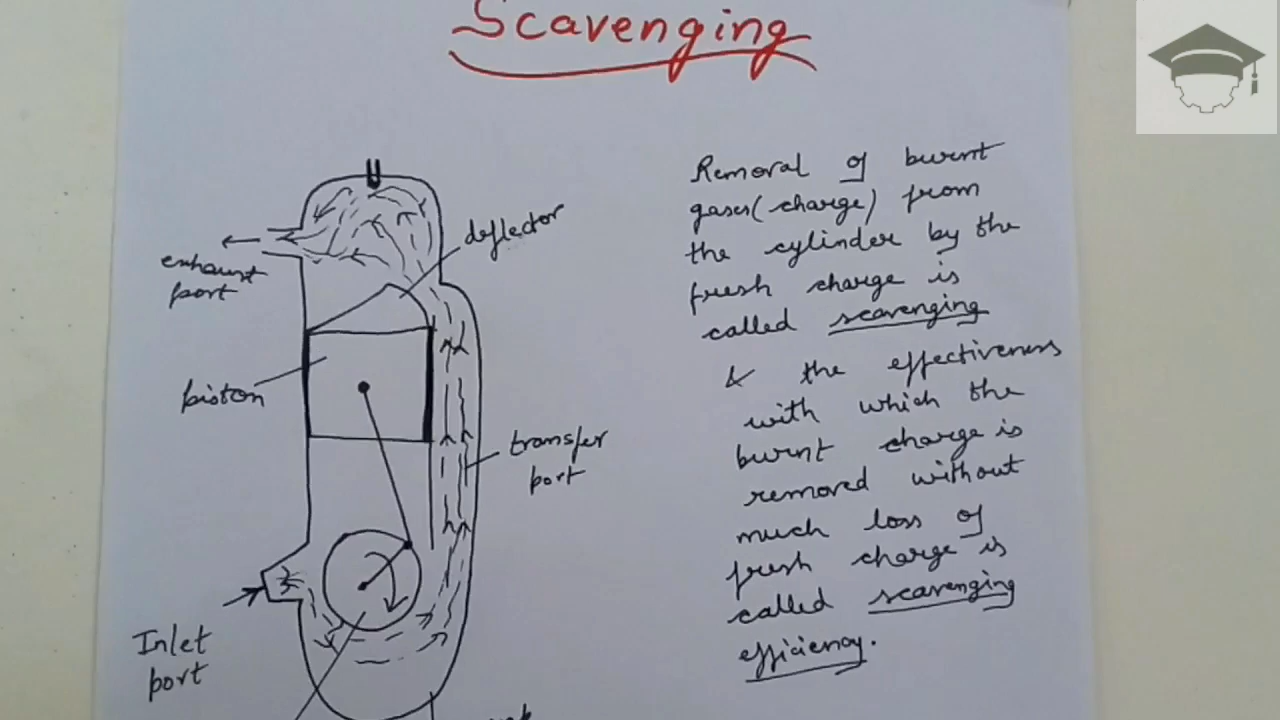 Scavenging
deflector
exhaust
port
piston
transfer
port
Inlet
port
Removal of burnt
gases(charge) from
the cylinder by the
fresh charge is
called scavenging
& the effectiveness
with which the
burnt charge is
removed without
much loss of
fresh charge is
called scavenging
efficiency.